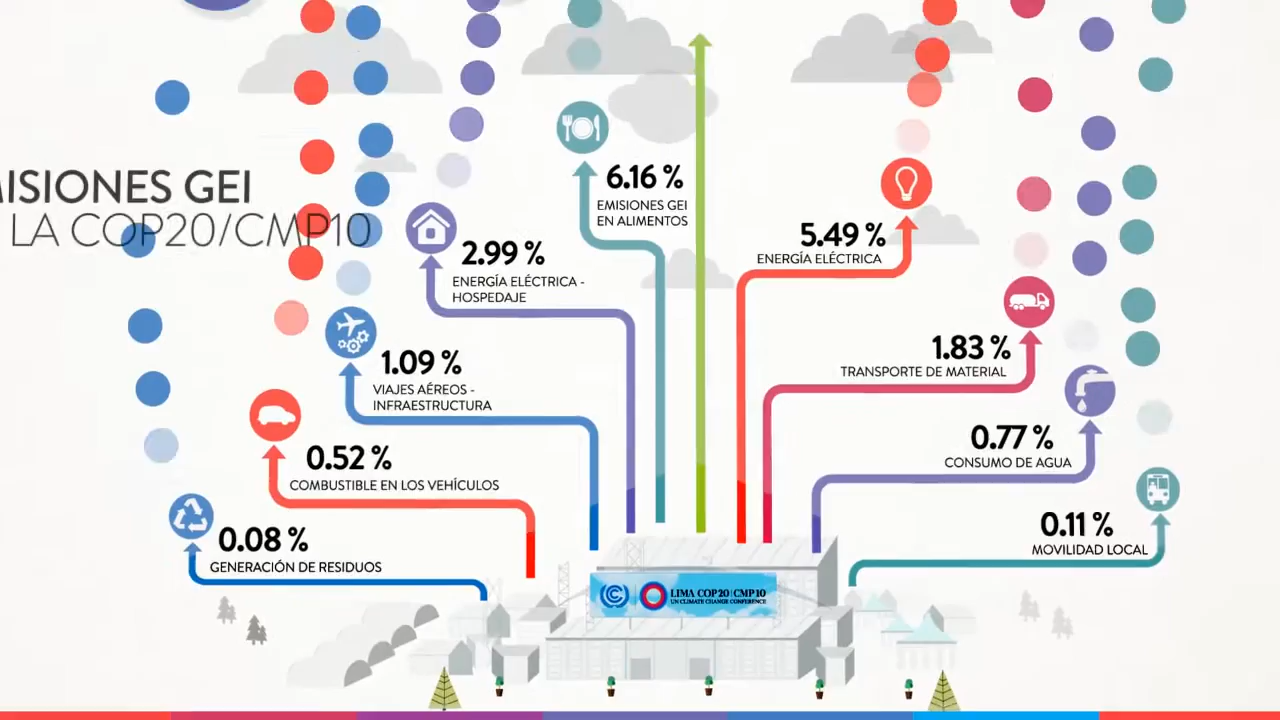 MISIONES GEI
LA COP20/CMP10
6.16 %
EMISIONES GEI
EN ALIMENTOS
5.49 %
ENERGÍA ELÉCTRICA
2.99 %
ENERGÍA ELÉCTRICA -
HOSPEDAJE
1.83 %
TRANSPORTE DE MATERIAL
1.09 %
VIAJES AÉREOS -
INFRAESTRUCTURA
0.77 %
CONSUMO DE AGUA
0.52 %
COMBUSTIBLE EN LOS VEHÍCULOS
0.11 %
MOVILIDAD LOCAL
0.08 %
GENERACIÓN DE RESIDUOS
LIMA COP20 | CMP10
UN CLIMATE CHANGE CONFERENCE